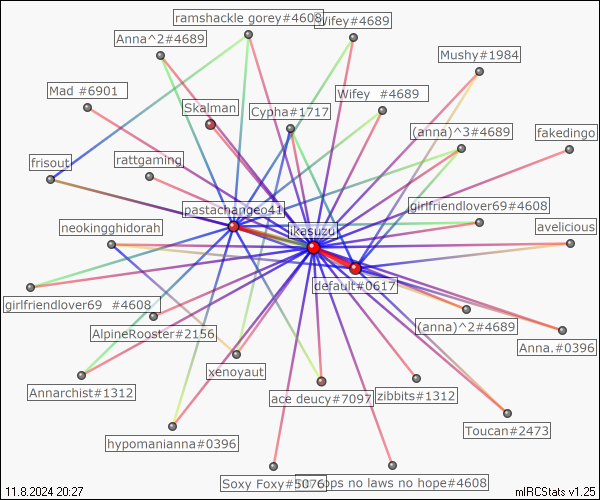 ramshackle gorey#4608
Wifey#4689
Anna^2#4689
Mushy#1984
Mad #6901
Wifey #4689
Skalman
Cypha#1717
(anna)^3#4689
fakedingo
frisout
rattgaming
pastachangeo41
girlfriendlover69#4608
neokingghidorah
ikasuzu
avelicious
default#0617
girlfriendlover69 #4608
AlpineRooster#2156
(anna)^2#4689
Anna.#0396
xenoyaut
Annarchist#1312
ace deucy#7097
zibbits#1312
Toucan#2473
hypomanianna#0396
Soxy Foxy#5076
no laws no hope#4608
11.8.2024 20:27
mIRCStats v1.25